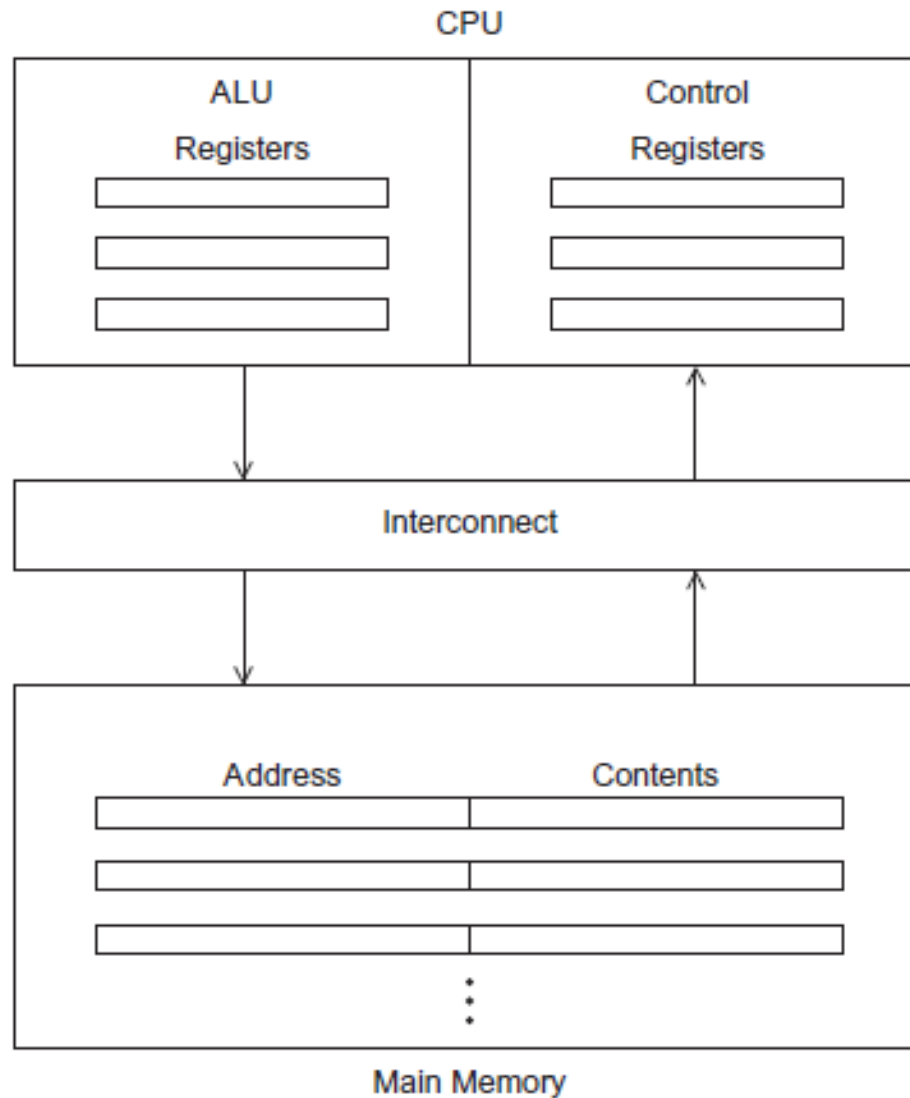 CPU
ALU
Control
Registers
Registers
Interconnect
Address
Contents
Main Memory